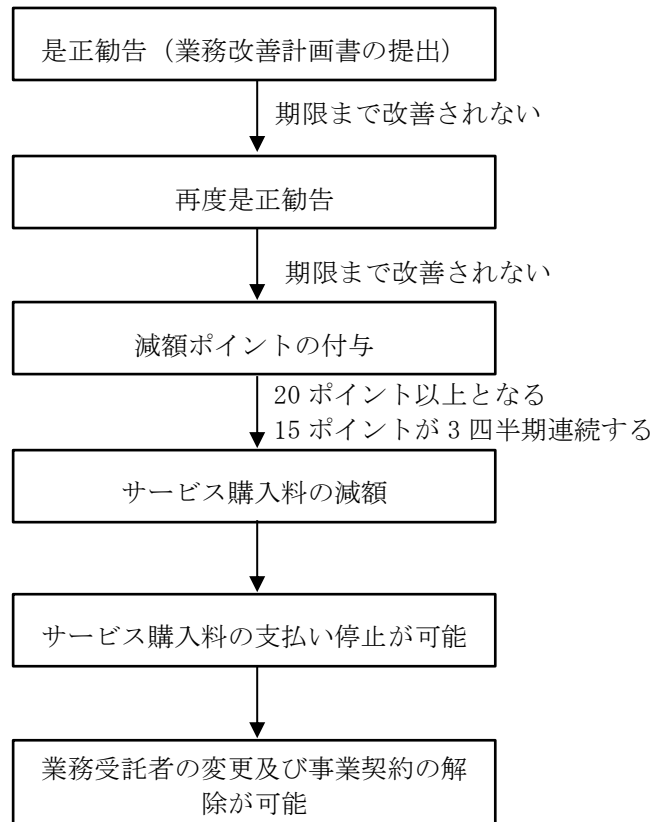 是正勧告（業務改善計画書の提出）
期限まで改善されない
再度是正勧告
期限まで改善されない
減額ポイントの付与
20 ポイント以上となる
15 ポイントが 3 四半期連続する
サービス購入料の減額
サービス購入料の支払い停止が可能
業務受託者の変更及び事業契約の解
除が可能